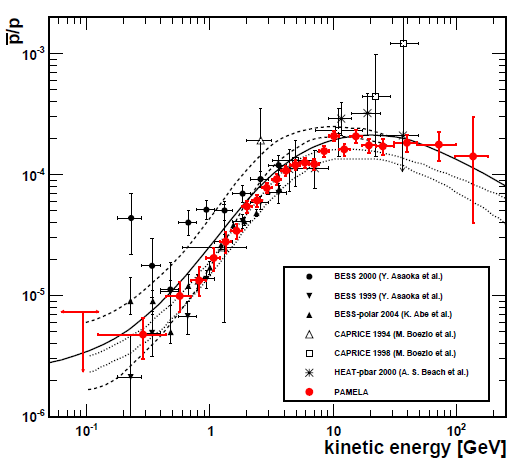 p̅/p
10⁻³
10⁻⁴
10⁻⁵
10⁻⁶
BESS 2000 (Y. Asaoka et al.)
BESS 1999 (Y. Asaoka et al.)
BESS-polar 2004 (K. Abe et al.)
CAPRICE 1994 (M. Boezio et al.)
CAPRICE 1998 (M. Boezio et al.)
HEAT-pbar 2000 (A. S. Beach et al.)
PAMELA
10⁻¹ 1 10 10²
kinetic energy [GeV]